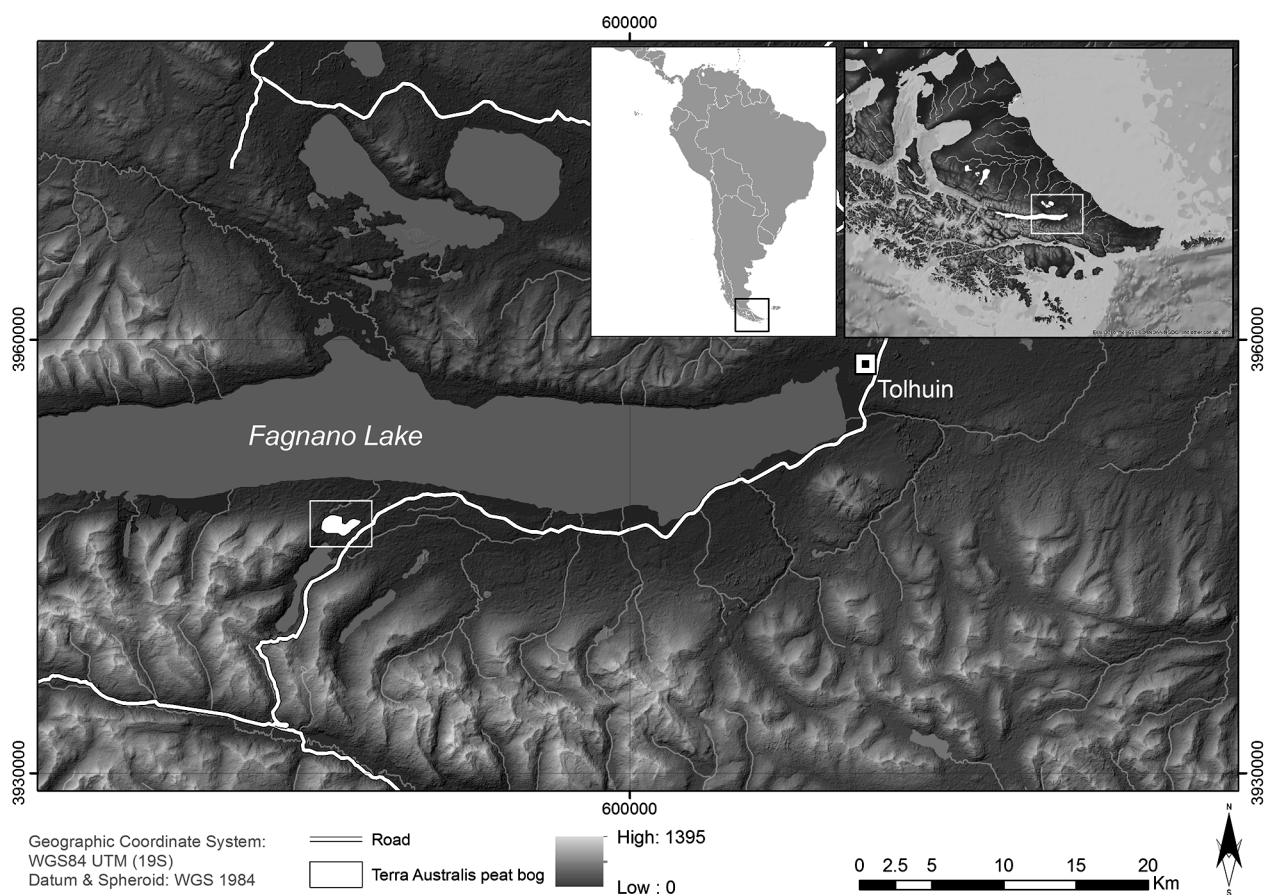 600000
3960000
3960000
Tolhuin
Fagnano Lake
3930000
3930000
600000
N
Geographic Coordinate System:
WGS84 UTM (19S)
Datum & Spheroid: WGS 1984
Road
Terra Australis peat bog
High: 1395
Low : 0
0 2.5 5 10 15 20
Km
S